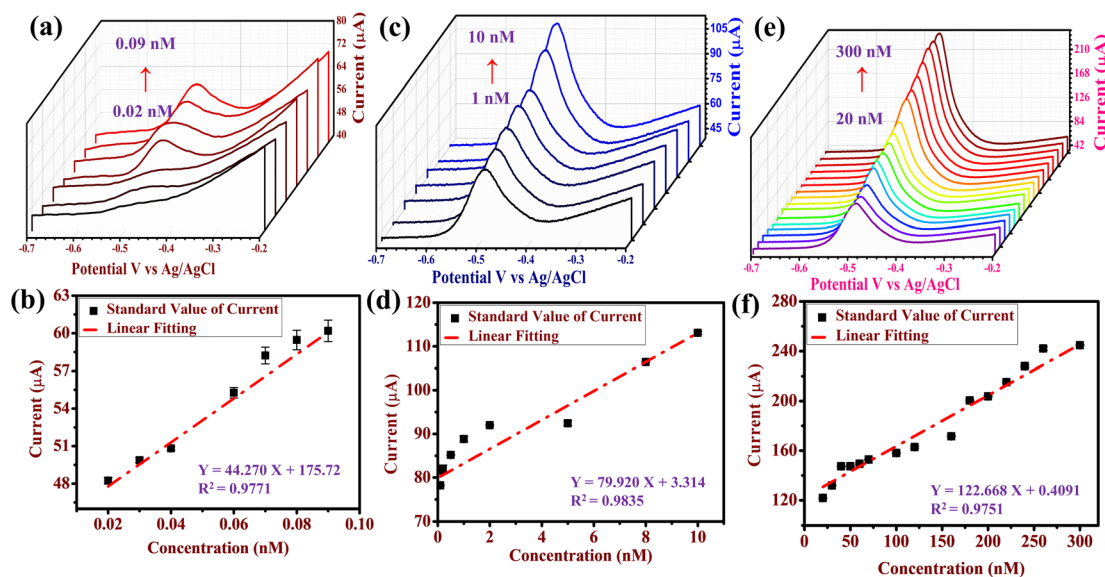 (a)
0.09 nM
0.02 nM
80
72
64
56
48
40
Current (µA)
-0.7
-0.6
-0.5
-0.4
-0.3
-0.2
Potential V vs Ag/AgCl
(c)
10 nM
1 nM
105
90
75
60
45
Current (µA)
-0.7
-0.6
-0.5
-0.4
-0.3
-0.2
Potential V vs Ag/AgCl
(e)
300 nM
20 nM
210
168
126
84
42
Current (µA)
-0.7
-0.6
-0.5
-0.4
-0.3
-0.2
Potential V vs Ag/AgCl
(b)
63
60
57
54
51
48
Current (µA)
Standard Value of Current
Linear Fitting
Y = 44.270 X + 175.72
R² = 0.9771
0.02
0.04
0.06
0.08
0.10
Concentration (nM)
(d)
120
110
100
90
80
70
Current (µA)
Standard Value of Current
Linear Fitting
Y = 79.920 X + 3.314
R² = 0.9835
0
2
4
6
8
10
Concentration (nM)
(f)
280
240
200
160
120
Current (µA)
Standard Value of Current
Linear Fitting
Y = 122.668 X + 0.4091
R² = 0.9751
0
50
100
150
200
250
300
Concentration (nM)